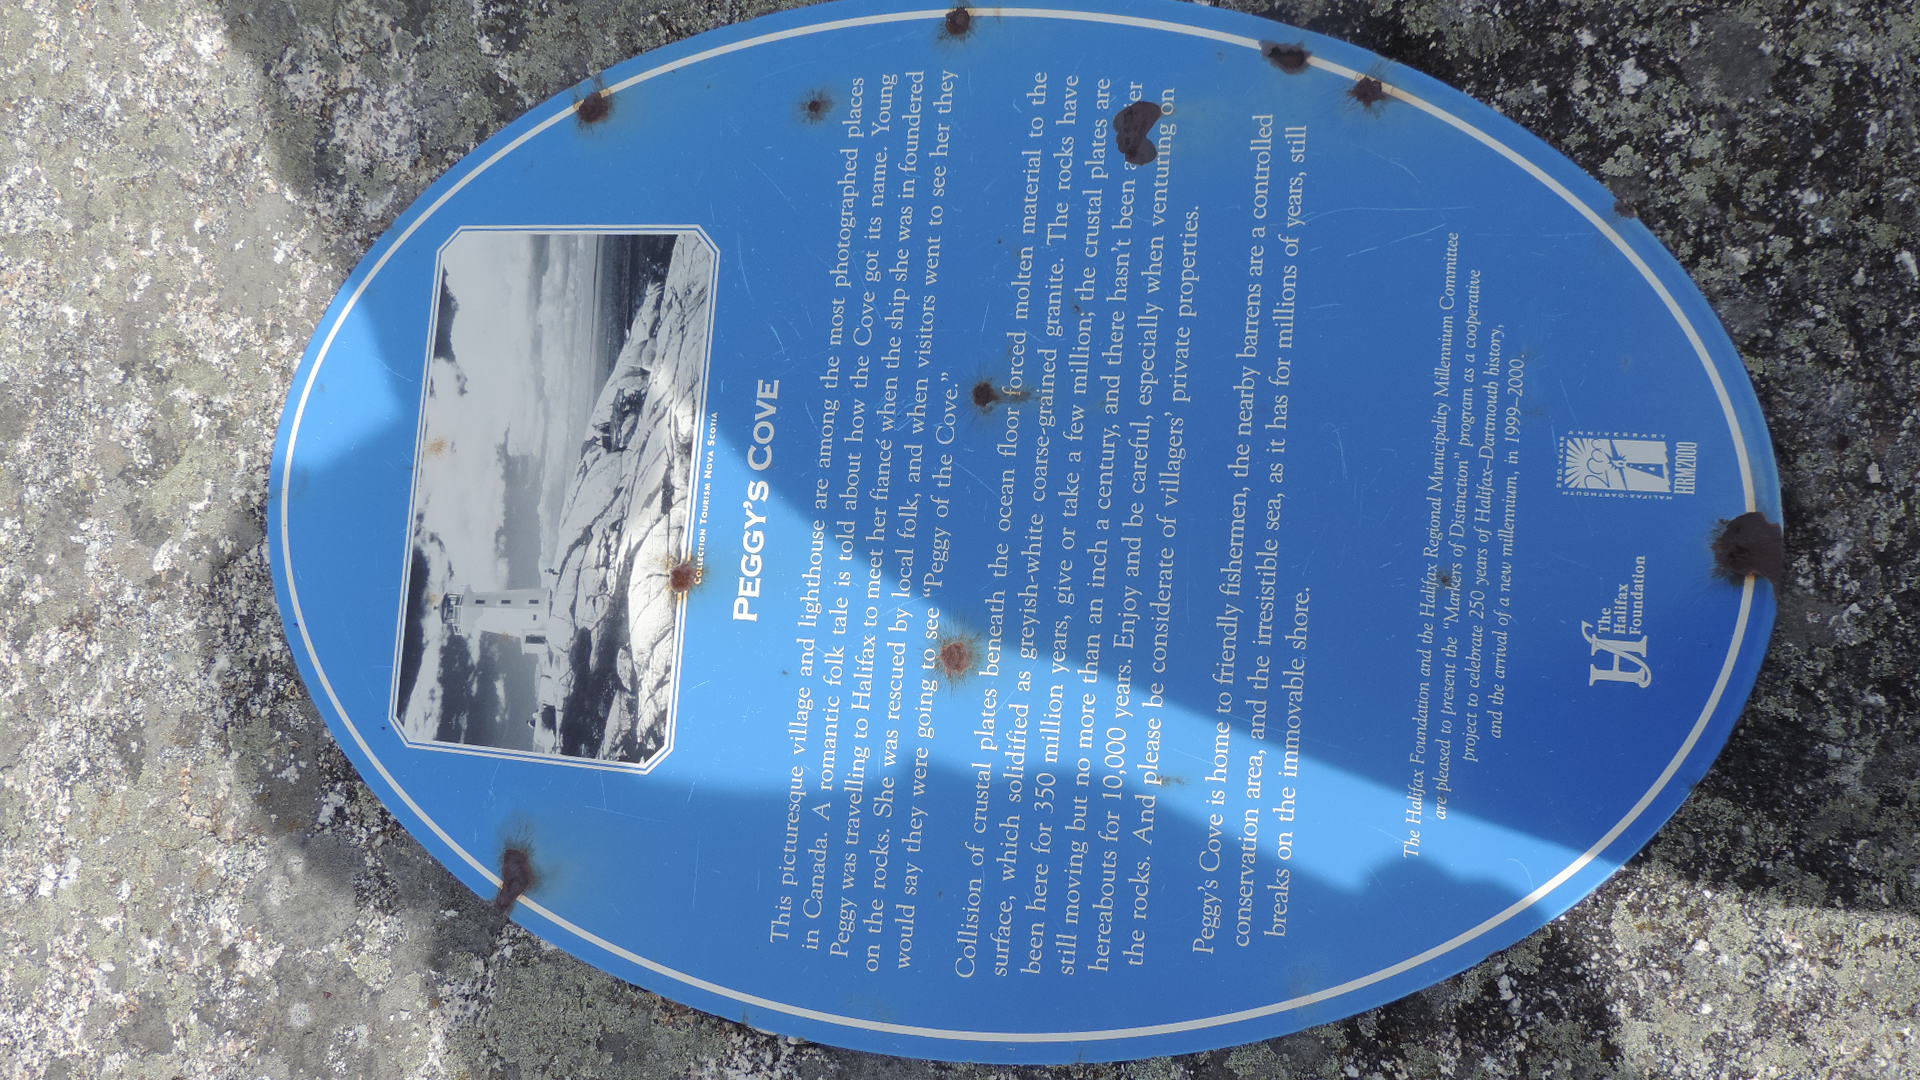 COLLECTION TOURISM NOVA SCOTIA
PEGGY'S COVE
This picturesque village and lighthouse are among the most photographed places
in Canada. A romantic folk tale is told about how the Cove got its name. Young
Peggy was travelling to Halifax to meet her fiancé when the ship she was in foundered
on the rocks. She was rescued by local folk, and when visitors went to see her they
would say they were going to see “Peggy of the Cove.”
Collision of crustal plates beneath the ocean floor forced molten material to the
surface, which solidified as greyish-white coarse-grained granite. The rocks have
been here for 350 million years, give or take a few million; the crustal plates are
still moving but no more than an inch a century, and there hasn't been
hereabouts for 10,000 years. Enjoy and be careful, especially when venturing on
the rocks. And please be considerate of villagers' private properties.
Peggy's Cove is home to friendly fishermen, the nearby barrens are a controlled
conservation area, and the irresistible sea, as it has for millions of years, still
breaks on the immovable shore.
The Halifax Foundation and the Halifax Regional Municipality Millennium Committee
are pleased to present the “Markers of Distinction” program as a cooperative
project to celebrate 250 years of Halifax–Dartmouth history,
and the arrival of a new millennium, in 1999–2000.
The
Halifax
Foundation
250 YEARS
ANNIVERSARY
HALIFAX-DARTMOUTH
HRM2000